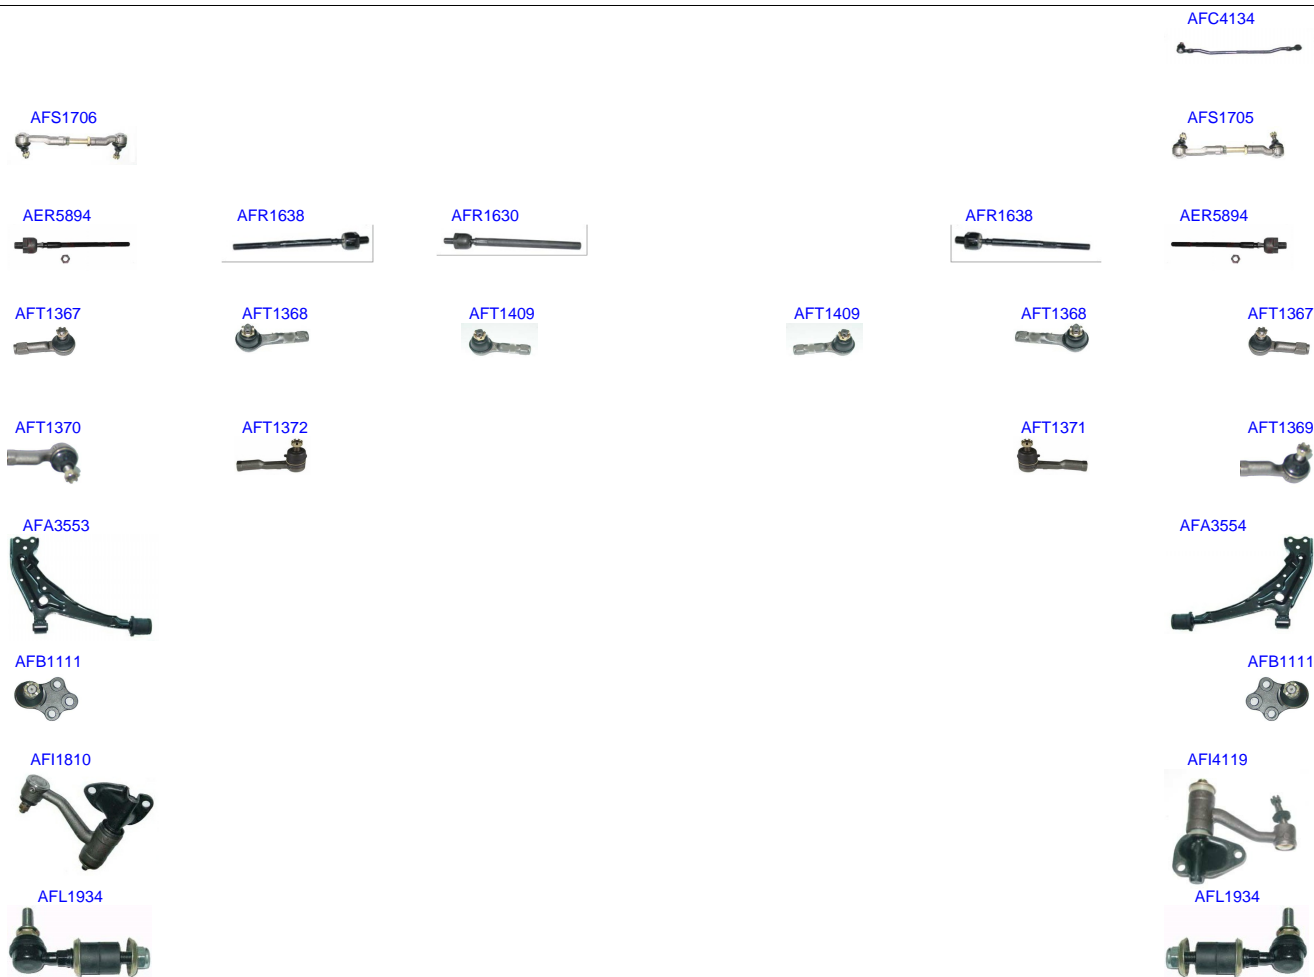 AFC4134
AFS1706 AFS1705
AER5894 AFR1638 AFR1630 AFR1638 AER5894
AFT1367 AFT1368 AFT1409 AFT1409 AFT1368 AFT1367
AFT1370 AFT1372 AFT1371 AFT1369
AFA3553 AFA3554
AFB1111 AFB1111
AFI1810 AFI4119
AFL1934 AFL1934